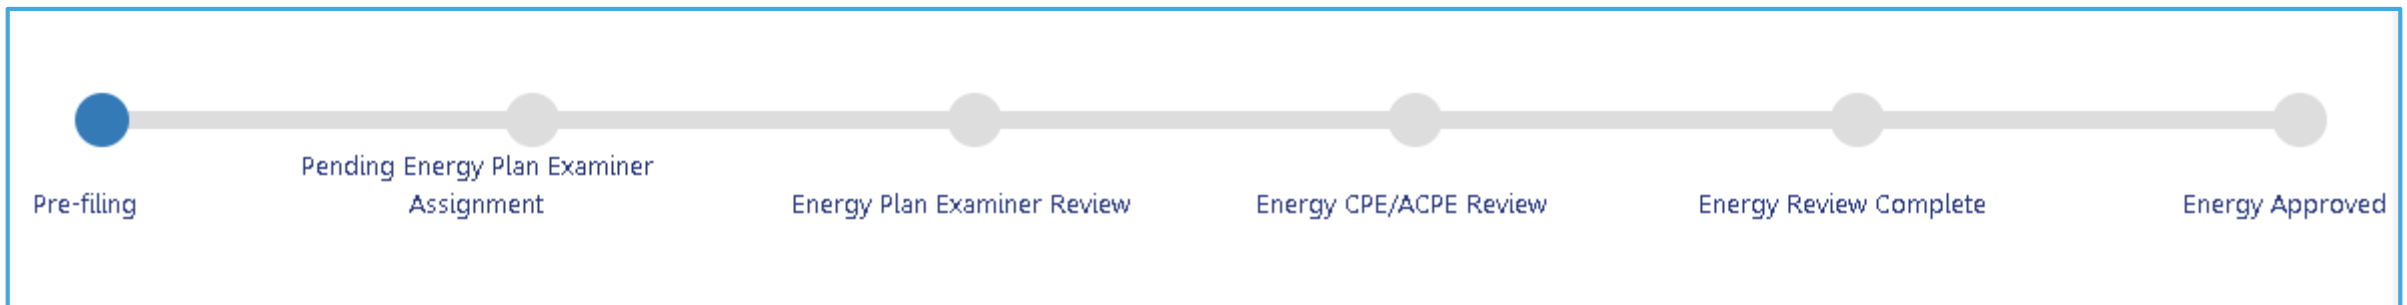 Pre-filing
Pending Energy Plan Examiner
Assignment
Energy Plan Examiner Review
Energy CPE/ACPE Review
Energy Review Complete
Energy Approved